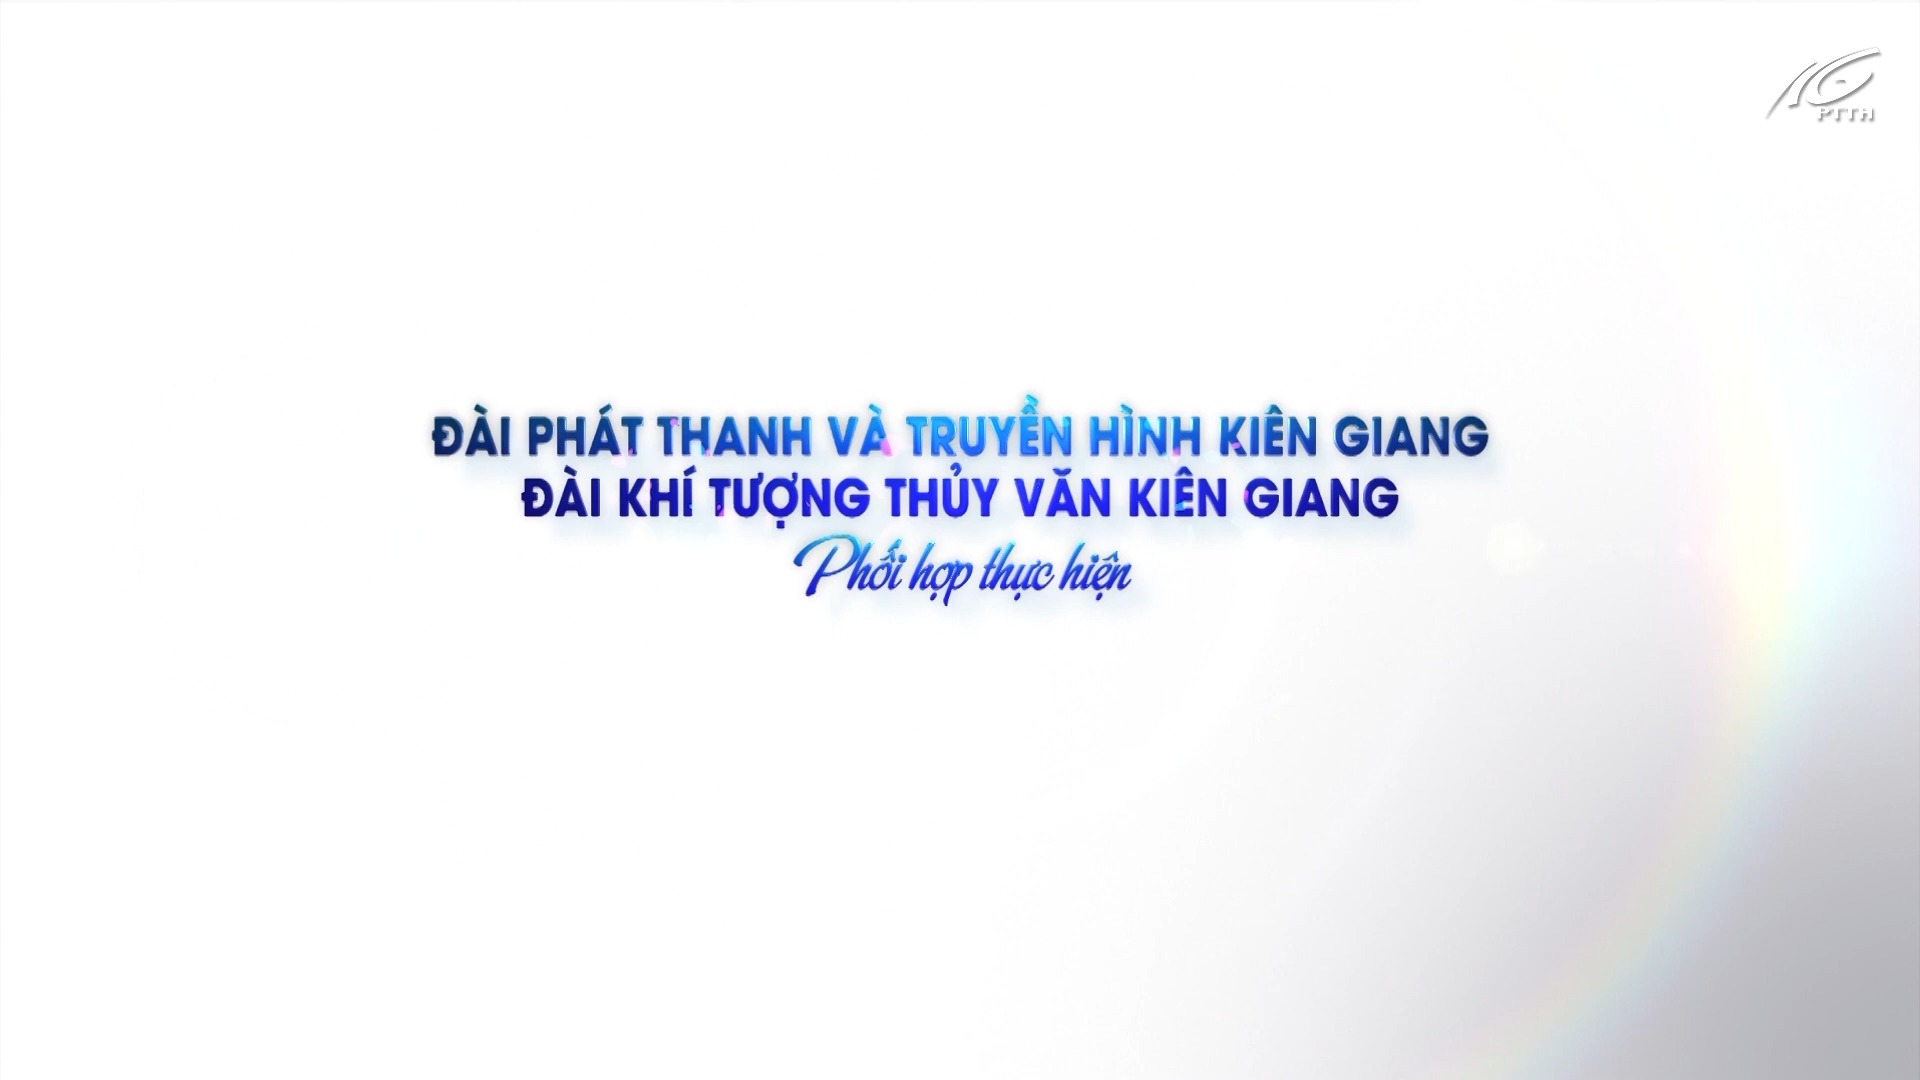 PTTH
ĐÀI PHÁT THANH VÀ TRUYỀN HÌNH KIÊN GIANG
ĐÀI KHÍ TƯỢNG THỦY VĂN KIÊN GIANG
Phối hợp thực hiện